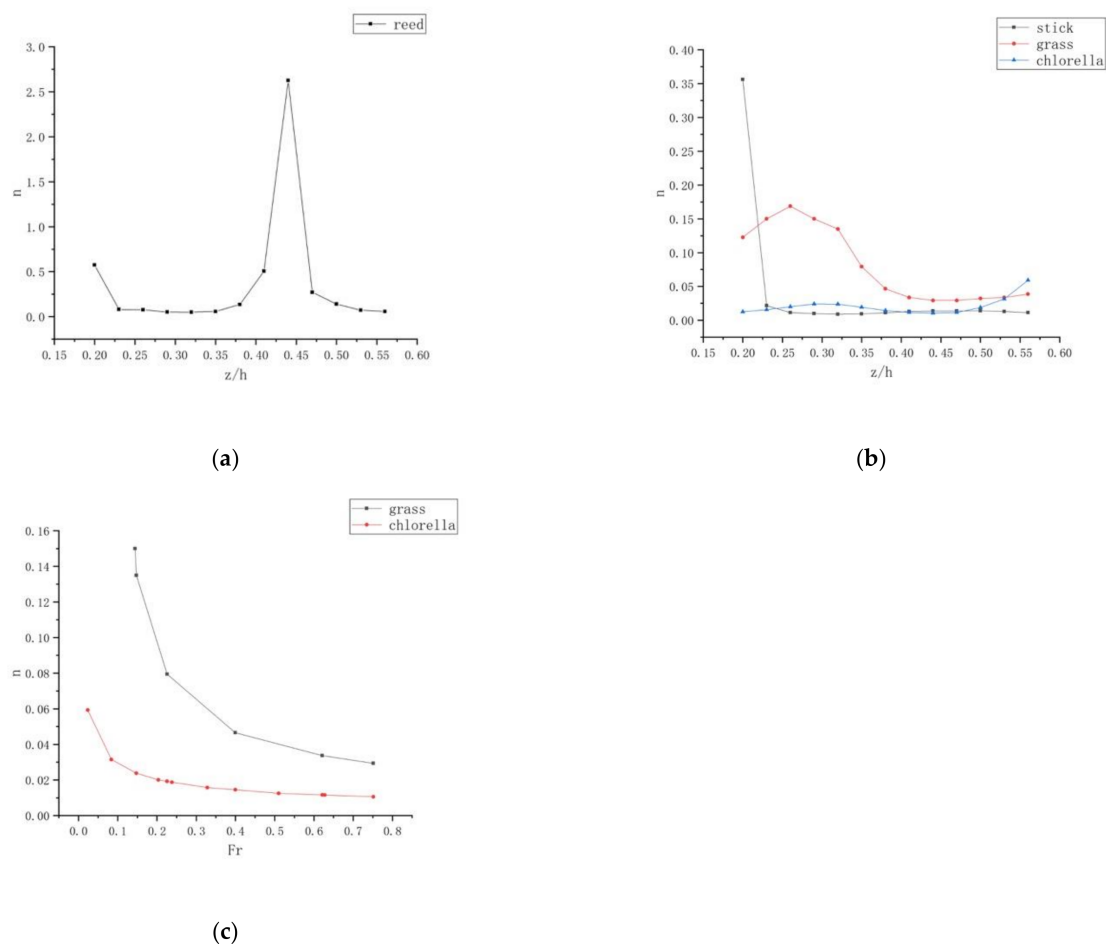 reed
3.0
2.5
2.0
1.5
1.0
0.5
0.0
n
0.15 0.20 0.25 0.30 0.35 0.40 0.45 0.50 0.55 0.60
z/h
(a)
stick
grass
chlorella
0.40
0.35
0.30
0.25
0.20
0.15
0.10
0.05
0.00
n
0.15 0.20 0.25 0.30 0.35 0.40 0.45 0.50 0.55 0.60
z/h
(b)
grass
chlorella
0.16
0.14
0.12
0.10
0.08
0.06
0.04
0.02
0.00
n
0.0 0.1 0.2 0.3 0.4 0.5 0.6 0.7 0.8
Fr
(c)